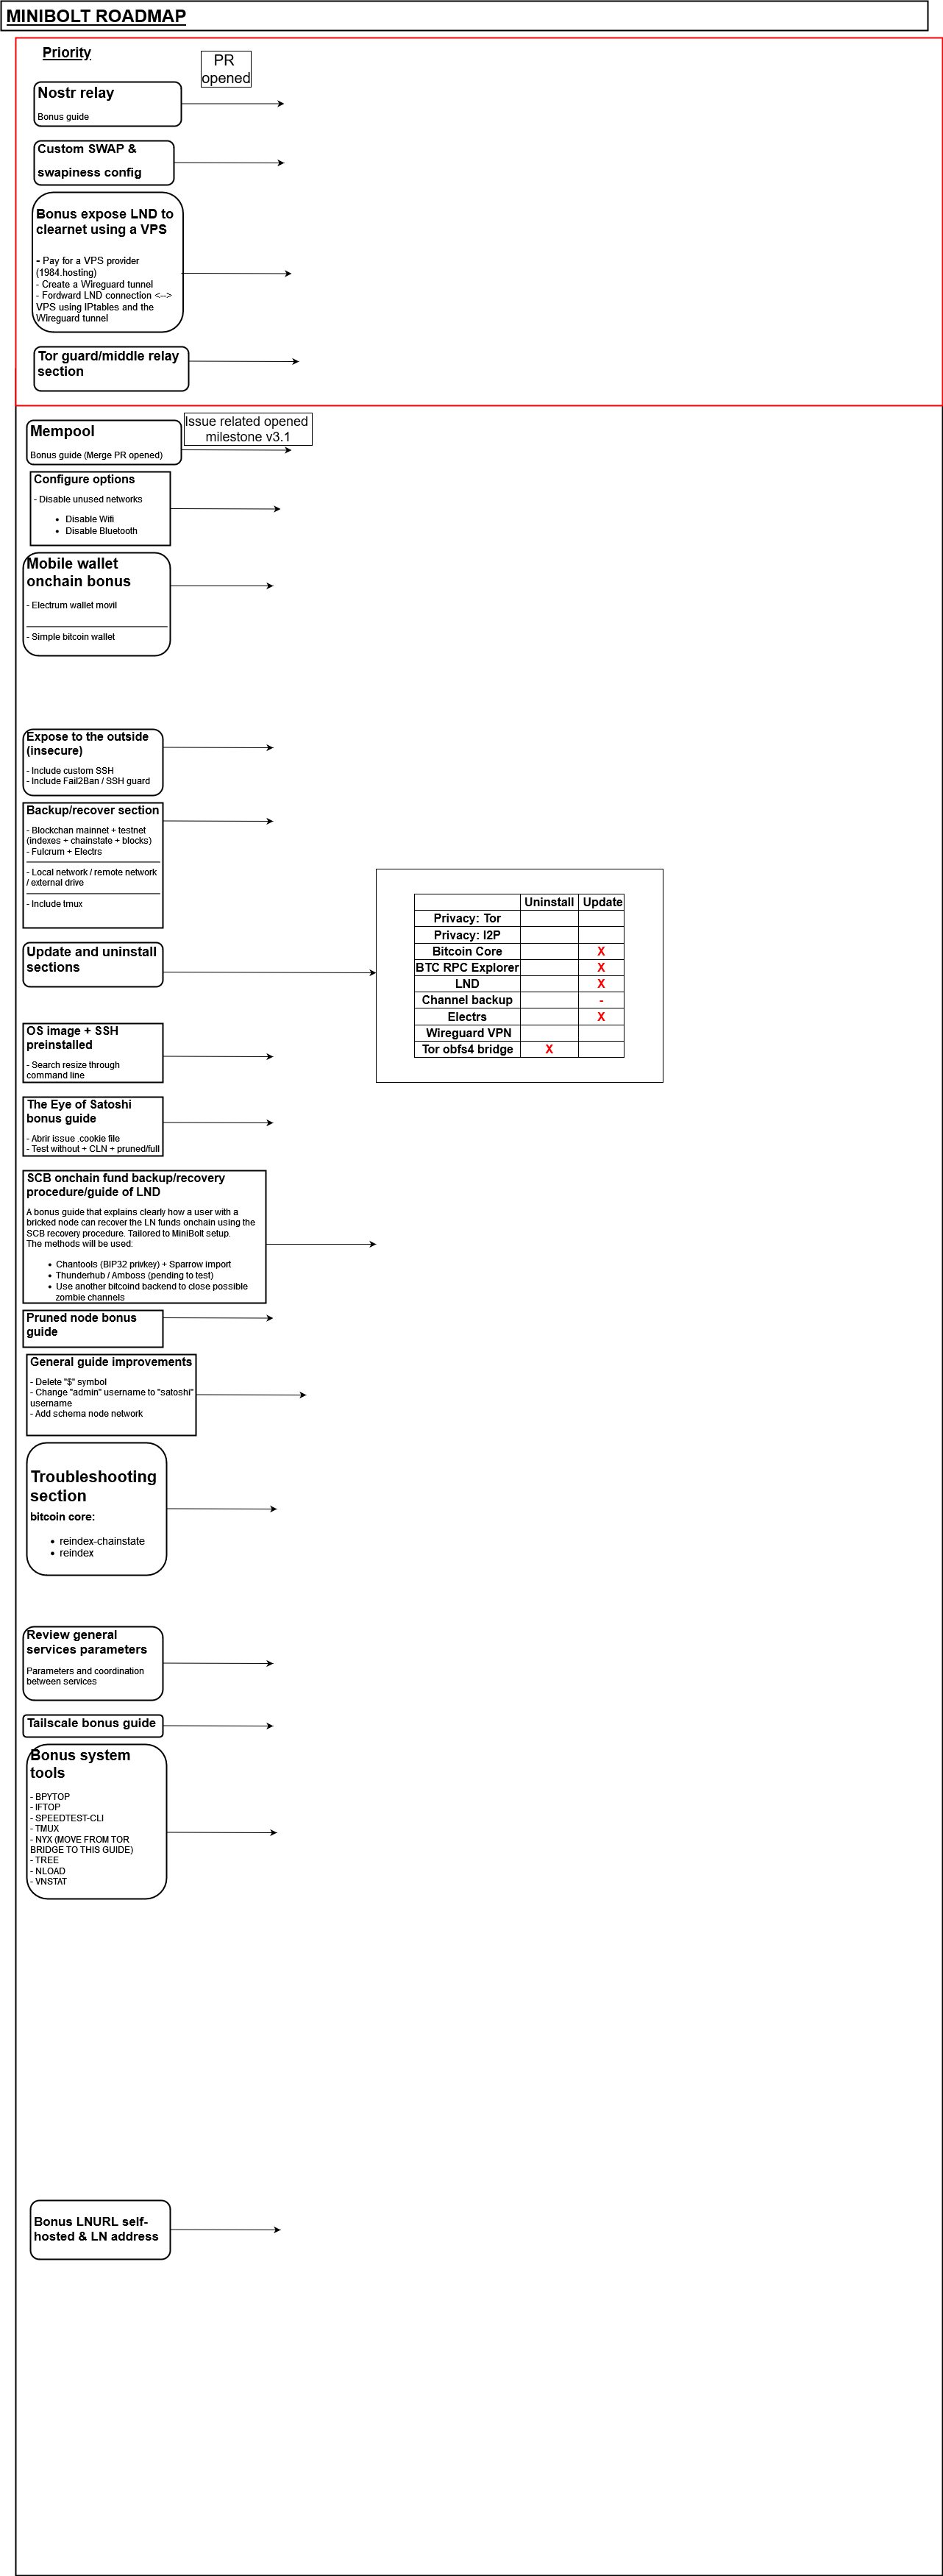 MINIBOLT ROADMAP
Priority
PR
opened
Nostr relay
Bonus guide
Custom SWAP &
swapiness config
Bonus expose LND to
clearnet using a VPS
- Pay for a VPS provider
(1984.hosting)
- Create a Wireguard tunnel
- Fordward LND connection <-->
VPS using IPtables and the
Wireguard tunnel
Tor guard/middle relay
section
Issue related opened
milestone v3.1
Mempool
Bonus guide (Merge PR opened)
Configure options
- Disable unused networks
• Disable Wifi
• Disable Bluetooth
Mobile wallet
onchain bonus
- Electrum wallet movil
- Simple bitcoin wallet
Expose to the outside
(insecure)
- Include custom SSH
- Include Fail2Ban / SSH guard
Backup/recover section
- Blockchan mainnet + testnet
(indexes + chainstate + blocks)
- Fulcrum + Electrs
- Local network / remote network
/ external drive
- Include tmux
Update and uninstall
sections
Uninstall Update
Privacy: Tor
Privacy: I2P
Bitcoin Core X
BTC RPC Explorer X
LND X
Channel backup -
Electrs X
Wireguard VPN
Tor obfs4 bridge X
OS image + SSH
preinstalled
- Search resize through
command line
The Eye of Satoshi
bonus guide
- Abrir issue .cookie file
- Test without + CLN + pruned/full
SCB onchain fund backup/recovery
procedure/guide of LND
A bonus guide that explains clearly how a user with a
bricked node can recover the LN funds onchain using the
SCB recovery procedure. Tailored to MiniBolt setup.
The methods will be used:
• Chantools (BIP32 privkey) + Sparrow import
• Thunderhub / Amboss (pending to test)
• Use another bitcoind backend to close possible
zombie channels
Pruned node bonus
guide
General guide improvements
- Delete "$" symbol
- Change "admin" username to "satoshi"
username
- Add schema node network
Troubleshooting
section
bitcoin core:
• reindex-chainstate
• reindex
Review general
services parameters
Parameters and coordination
between services
Tailscale bonus guide
Bonus system
tools
- BPYTOP
- IFTOP
- SPEEDTEST-CLI
- TMUX
- NYX (MOVE FROM TOR
BRIDGE TO THIS GUIDE)
- TREE
- NLOAD
- VNSTAT
Bonus LNURL self-
hosted & LN address